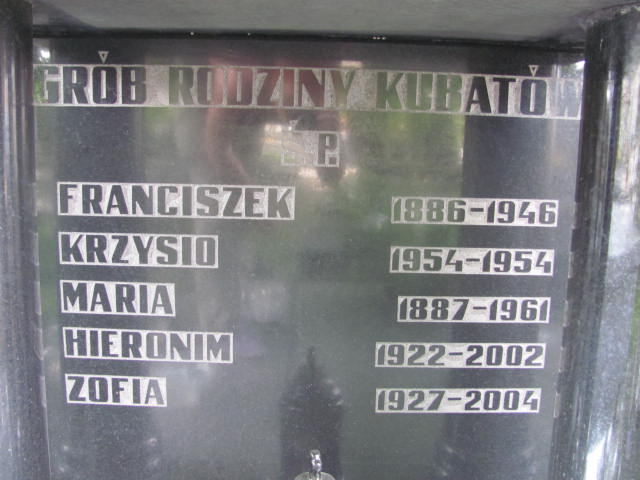 GRÓB RODZINY KUBATÓW
Ś.P.
FRANCISZEK 1886-1946
KRZYSIO 1954-1954
MARIA 1887-1961
HIERONIM 1922-2002
ZOFIA 1927-2004